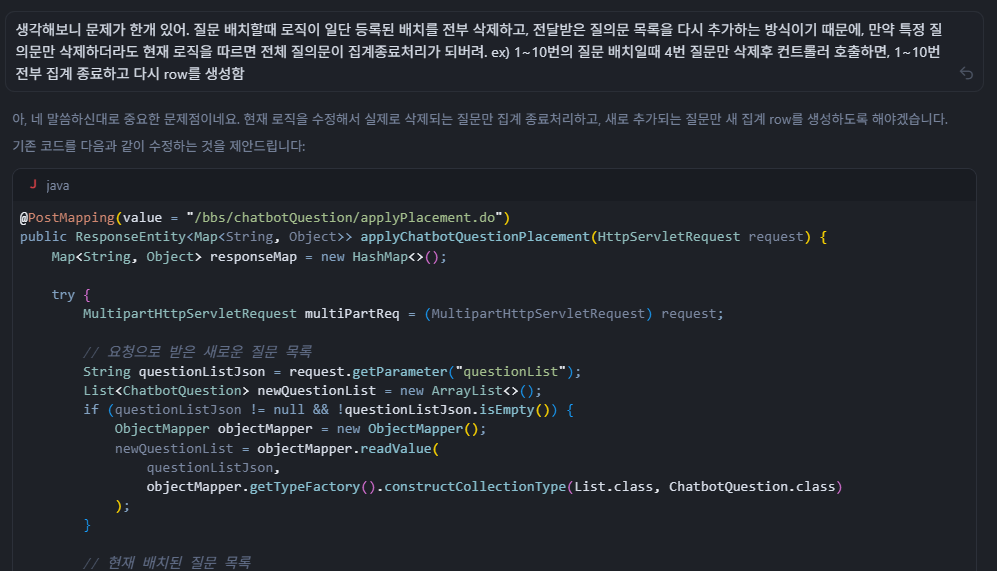 생각해보니 문제가 한개 있어. 질문 배치할때 로직이 일단 등록된 배치를 전부 삭제하고, 전달받은 질의문 목록을 다시 추가하는 방식이기 때문에, 만약 특정 질
의문만 삭제하더라도 현재 로직을 따르면 전체 질의문이 집계종료처리가 되버려. ex) 1~10번의 질문 배치일때 4번 질문만 삭제후 컨트롤러 호출하면, 1~10번
전부 집계 종료하고 다시 row를 생성함
아, 네 말씀하신대로 중요한 문제점이네요. 현재 로직을 수정해서 실제로 삭제되는 질문만 집계 종료처리하고, 새로 추가되는 질문만 새 집계 row를 생성하도록 해야겠습니다.
기존 코드를 다음과 같이 수정하는 것을 제안드립니다:
J java
@PostMapping(value = "/bbs/chatbotQuestion/applyPlacement.do")
public ResponseEntity<Map<String, Object>> applyChatbotQuestionPlacement(HttpServletRequest request) {
    Map<String, Object> responseMap = new HashMap<>();
    try {
        MultipartHttpServletRequest multiPartReq = (MultipartHttpServletRequest) request;
        // 요청으로 받은 새로운 질문 목록
        String questionListJson = request.getParameter("questionList");
        List<ChatbotQuestion> newQuestionList = new ArrayList<>();
        if (questionListJson != null && !questionListJson.isEmpty()) {
            ObjectMapper objectMapper = new ObjectMapper();
            newQuestionList = objectMapper.readValue(
                questionListJson,
                objectMapper.getTypeFactory().constructCollectionType(List.class, ChatbotQuestion.class)
            );
        }
        // 현재 배치된 질문 목록